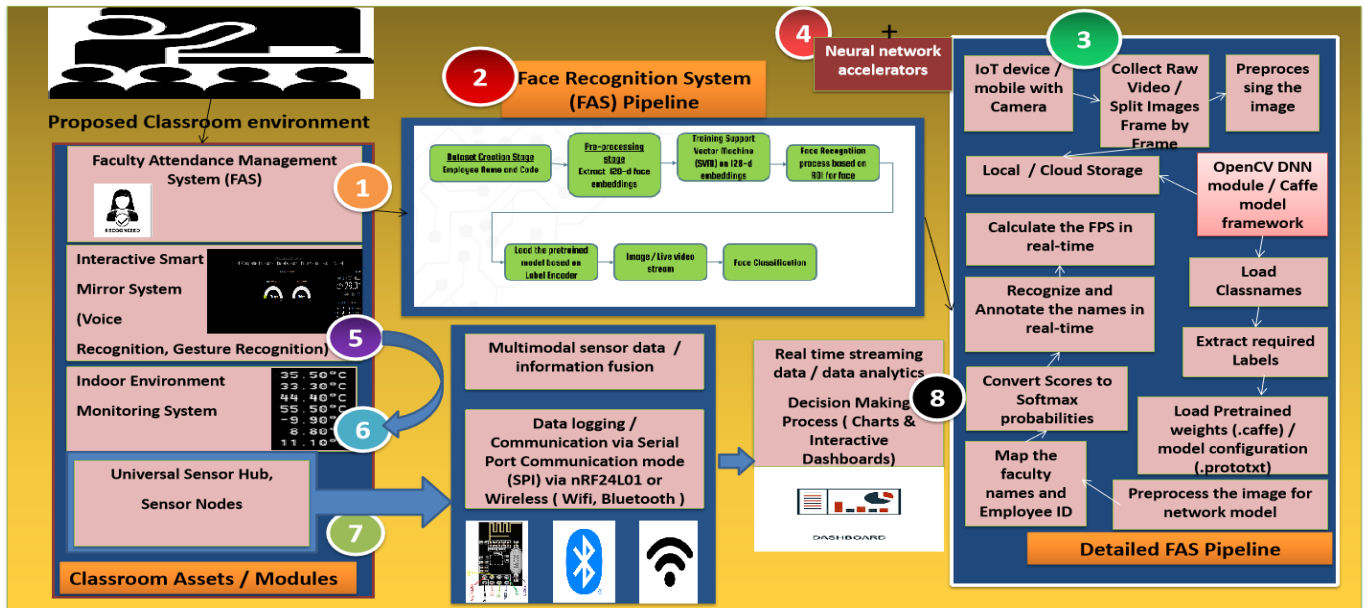 Proposed Classroom environment
1
Faculty Attendance Management
System (FAS)
RECOGNIZED
Interactive Smart
Mirror System
(Voice
Recognition, Gesture Recognition)
5
Indoor Environment
Monitoring System
35.50°C
33.30°C
44.40°C
55.50°C
-9.90°C
8.80°C
11.10°C
6
Universal Sensor Hub,
Sensor Nodes
7
Classroom Assets / Modules
2
Face Recognition System
(FAS) Pipeline
Dataset Creation Stage
Employee Name and Code
Pre-processing
stage
Extract 128-d face
embeddings
Training Support
Vector Machine
(SVM) on 128-d
embeddings
Face Recognition
process based on
ROI for face
Load the pretrained
model based on
Label Encoder
Image / Live video
stream
Face Classification
Multimodal sensor data /
information fusion
Data logging /
Communication via Serial
Port Communication mode
(SPI) via nRF24L01 or
Wireless ( Wifi, Bluetooth )
Real time streaming
data / data analytics
Decision Making
Process ( Charts &
Interactive
Dashboards)
DASHBOARD
8
4
+
Neural network
accelerators
3
IoT device /
mobile with
Camera
Collect Raw
Video /
Split Images
Frame by
Frame
Preproces
sing the
image
Local / Cloud Storage
OpenCV DNN
module / Caffe
model
framework
Calculate the FPS in
real-time
Load
Classnames
Recognize and
Annotate the names in
real-time
Extract required
Labels
Convert Scores to
Softmax
probabilities
Load Pretrained
weights (.caffe) /
model configuration
(.prototxt)
Map the
faculty
names and
Employee ID
Preprocess the image for
network model
Detailed FAS Pipeline